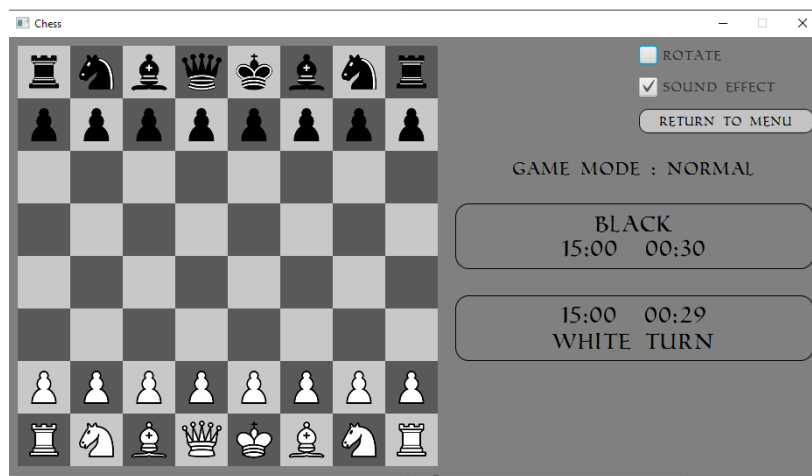 Chess
ROTATE
SOUND EFFECT
RETURN TO MENU
GAME MODE : NORMAL
BLACK
15:00 00:30
15:00 00:29
WHITE TURN